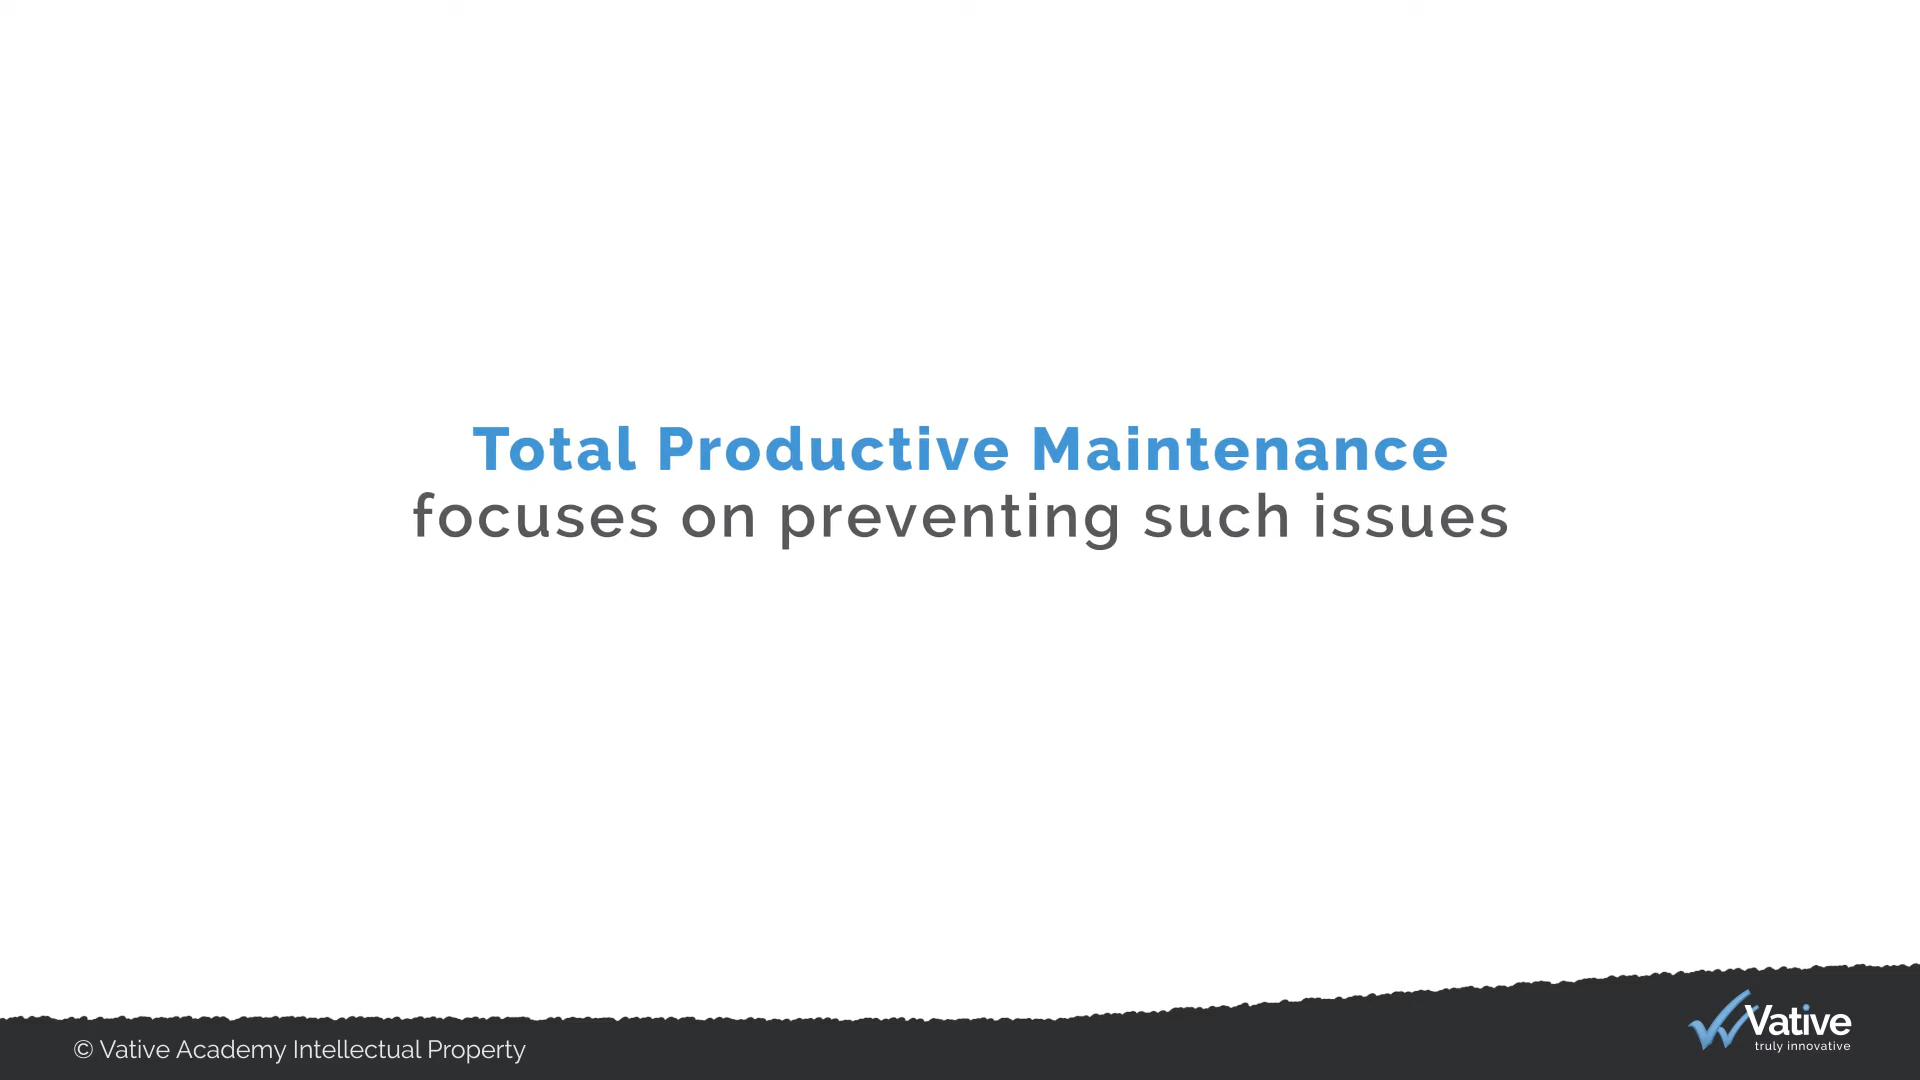 Total Productive Maintenance
focuses on preventing such issues
© Vative Academy Intellectual Property
Vative
truly innovative